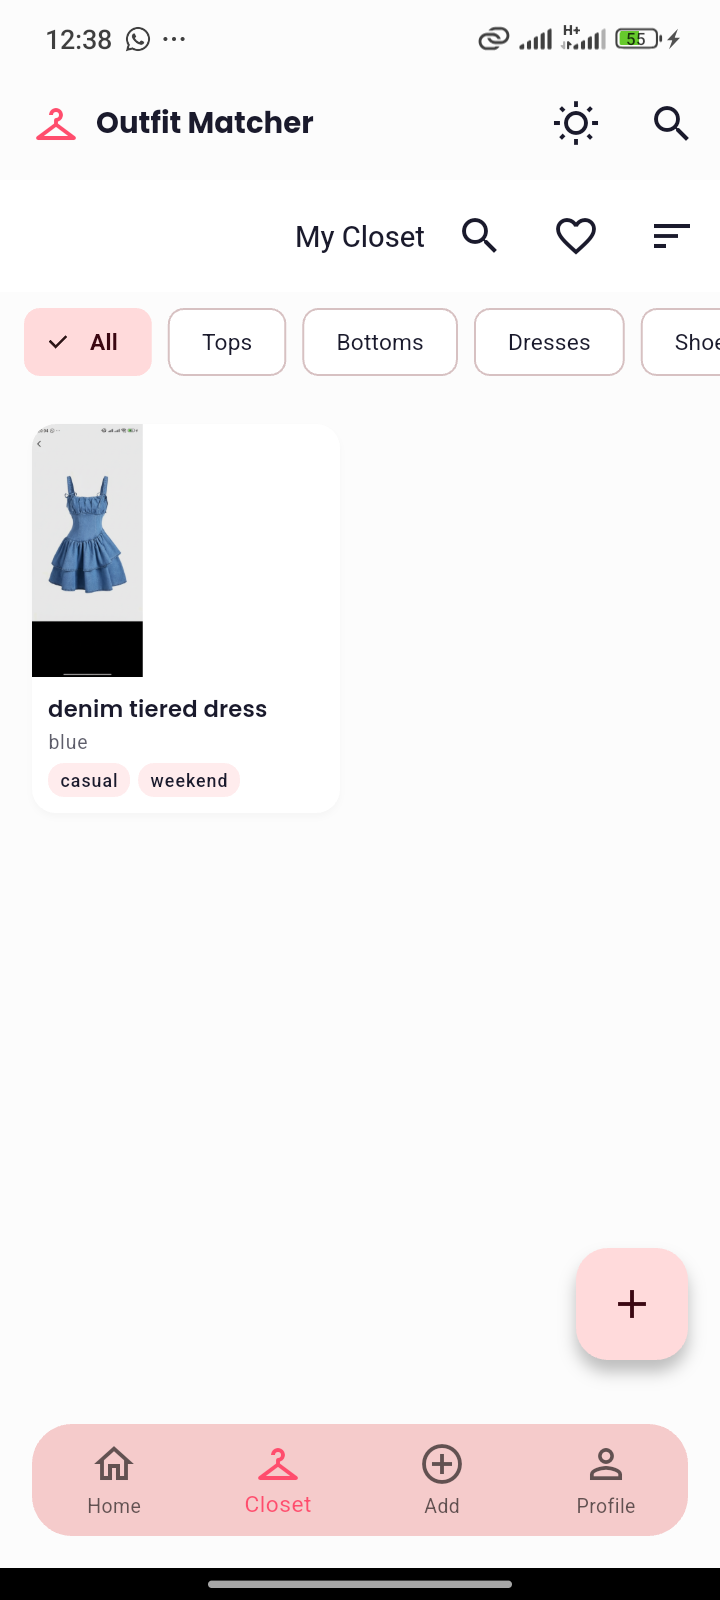 12:38 H+ 55
Outfit Matcher
My Closet
All Tops Bottoms Dresses Shoe
denim tiered dress
blue
casual weekend
Home Closet Add Profile